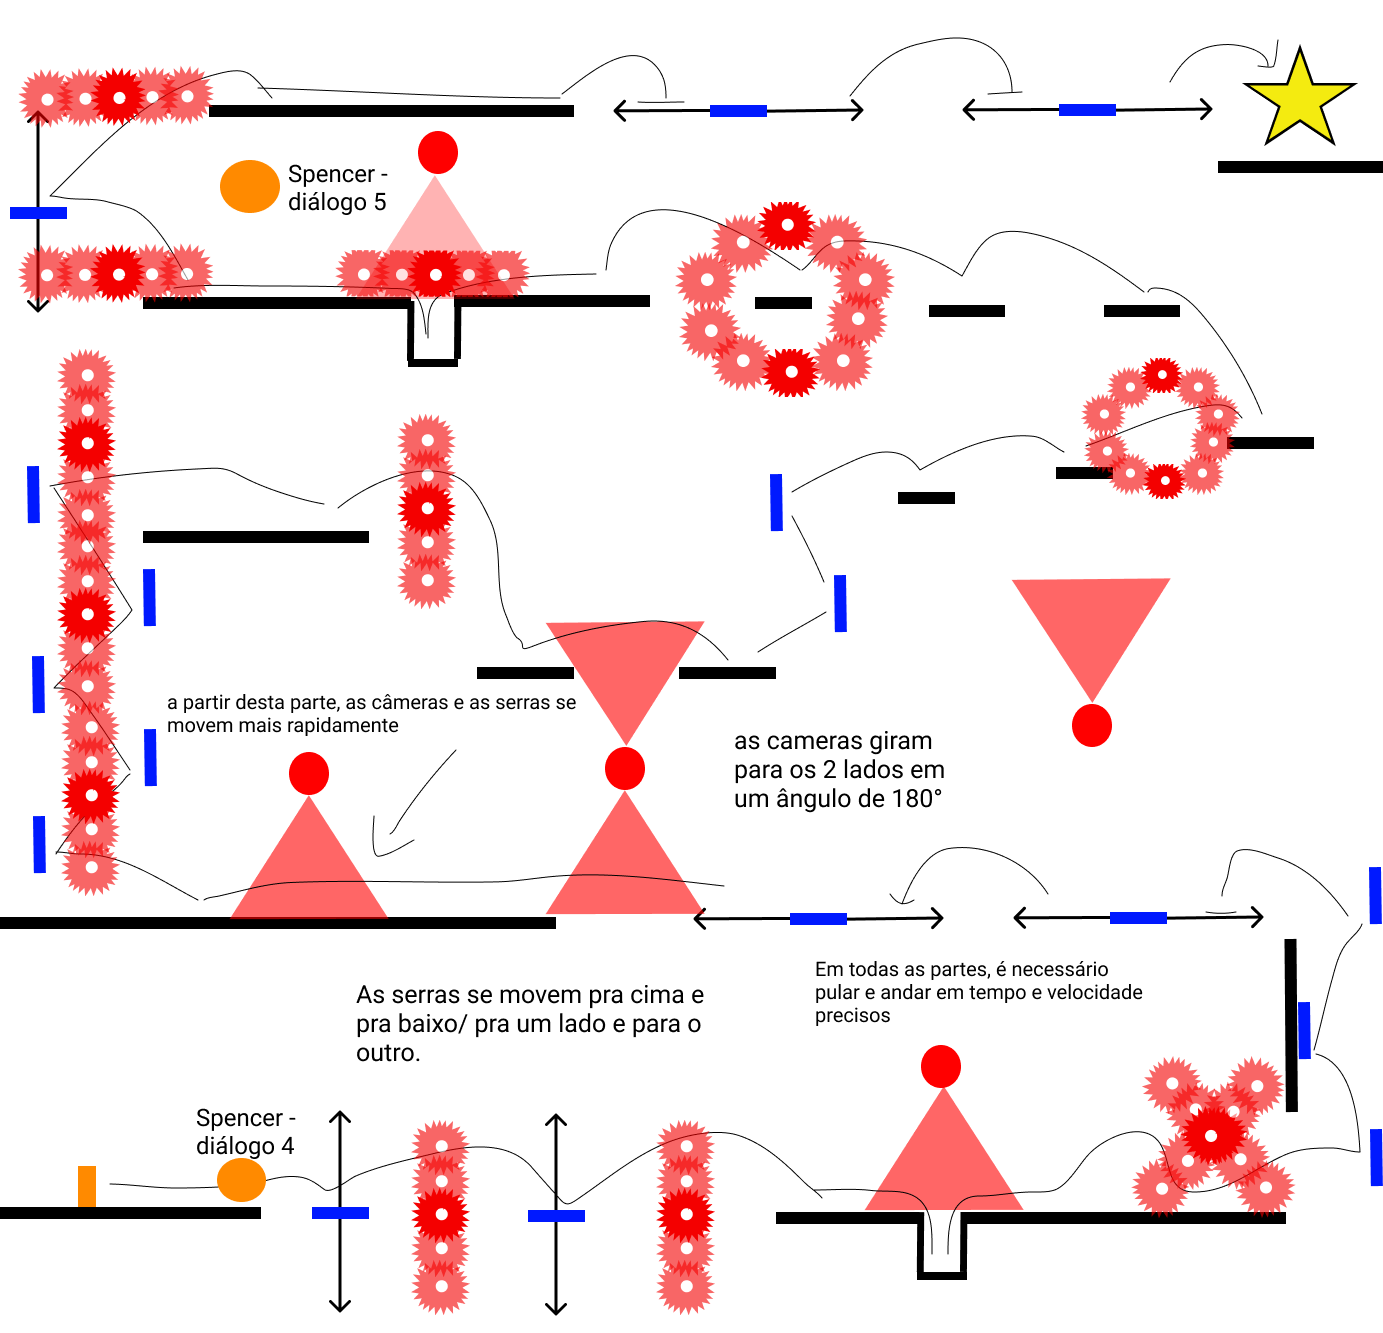 Spencer -
diálogo 5
a partir desta parte, as câmeras e as serras se
movem mais rapidamente
as cameras giram
para os 2 lados em
um ângulo de 180°
Em todas as partes, é necessário
pular e andar em tempo e velocidade
precisos
As serras se movem pra cima e
pra baixo/ pra um lado e para o
outro.
Spencer -
diálogo 4